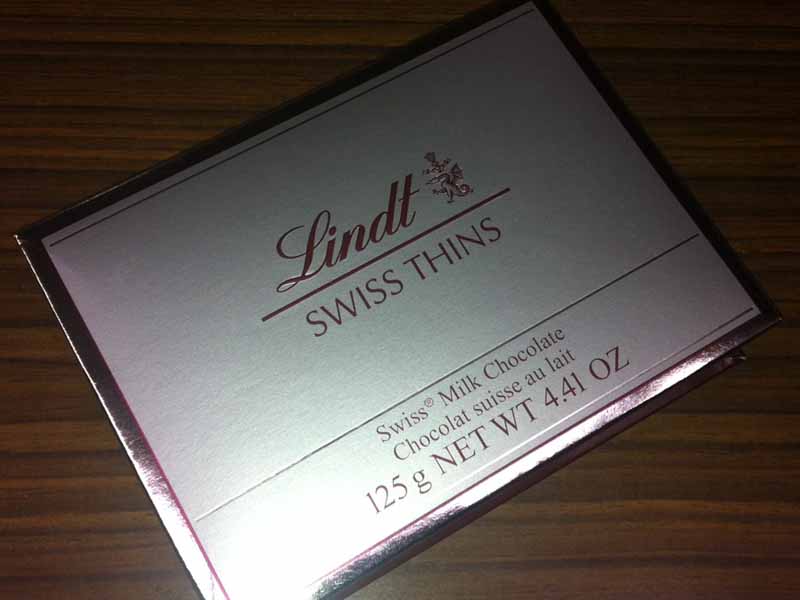 Lindt
SWISS THINS
Swiss® Milk Chocolate
Chocolat suisse au lait
125 g NET WT 4.41 OZ